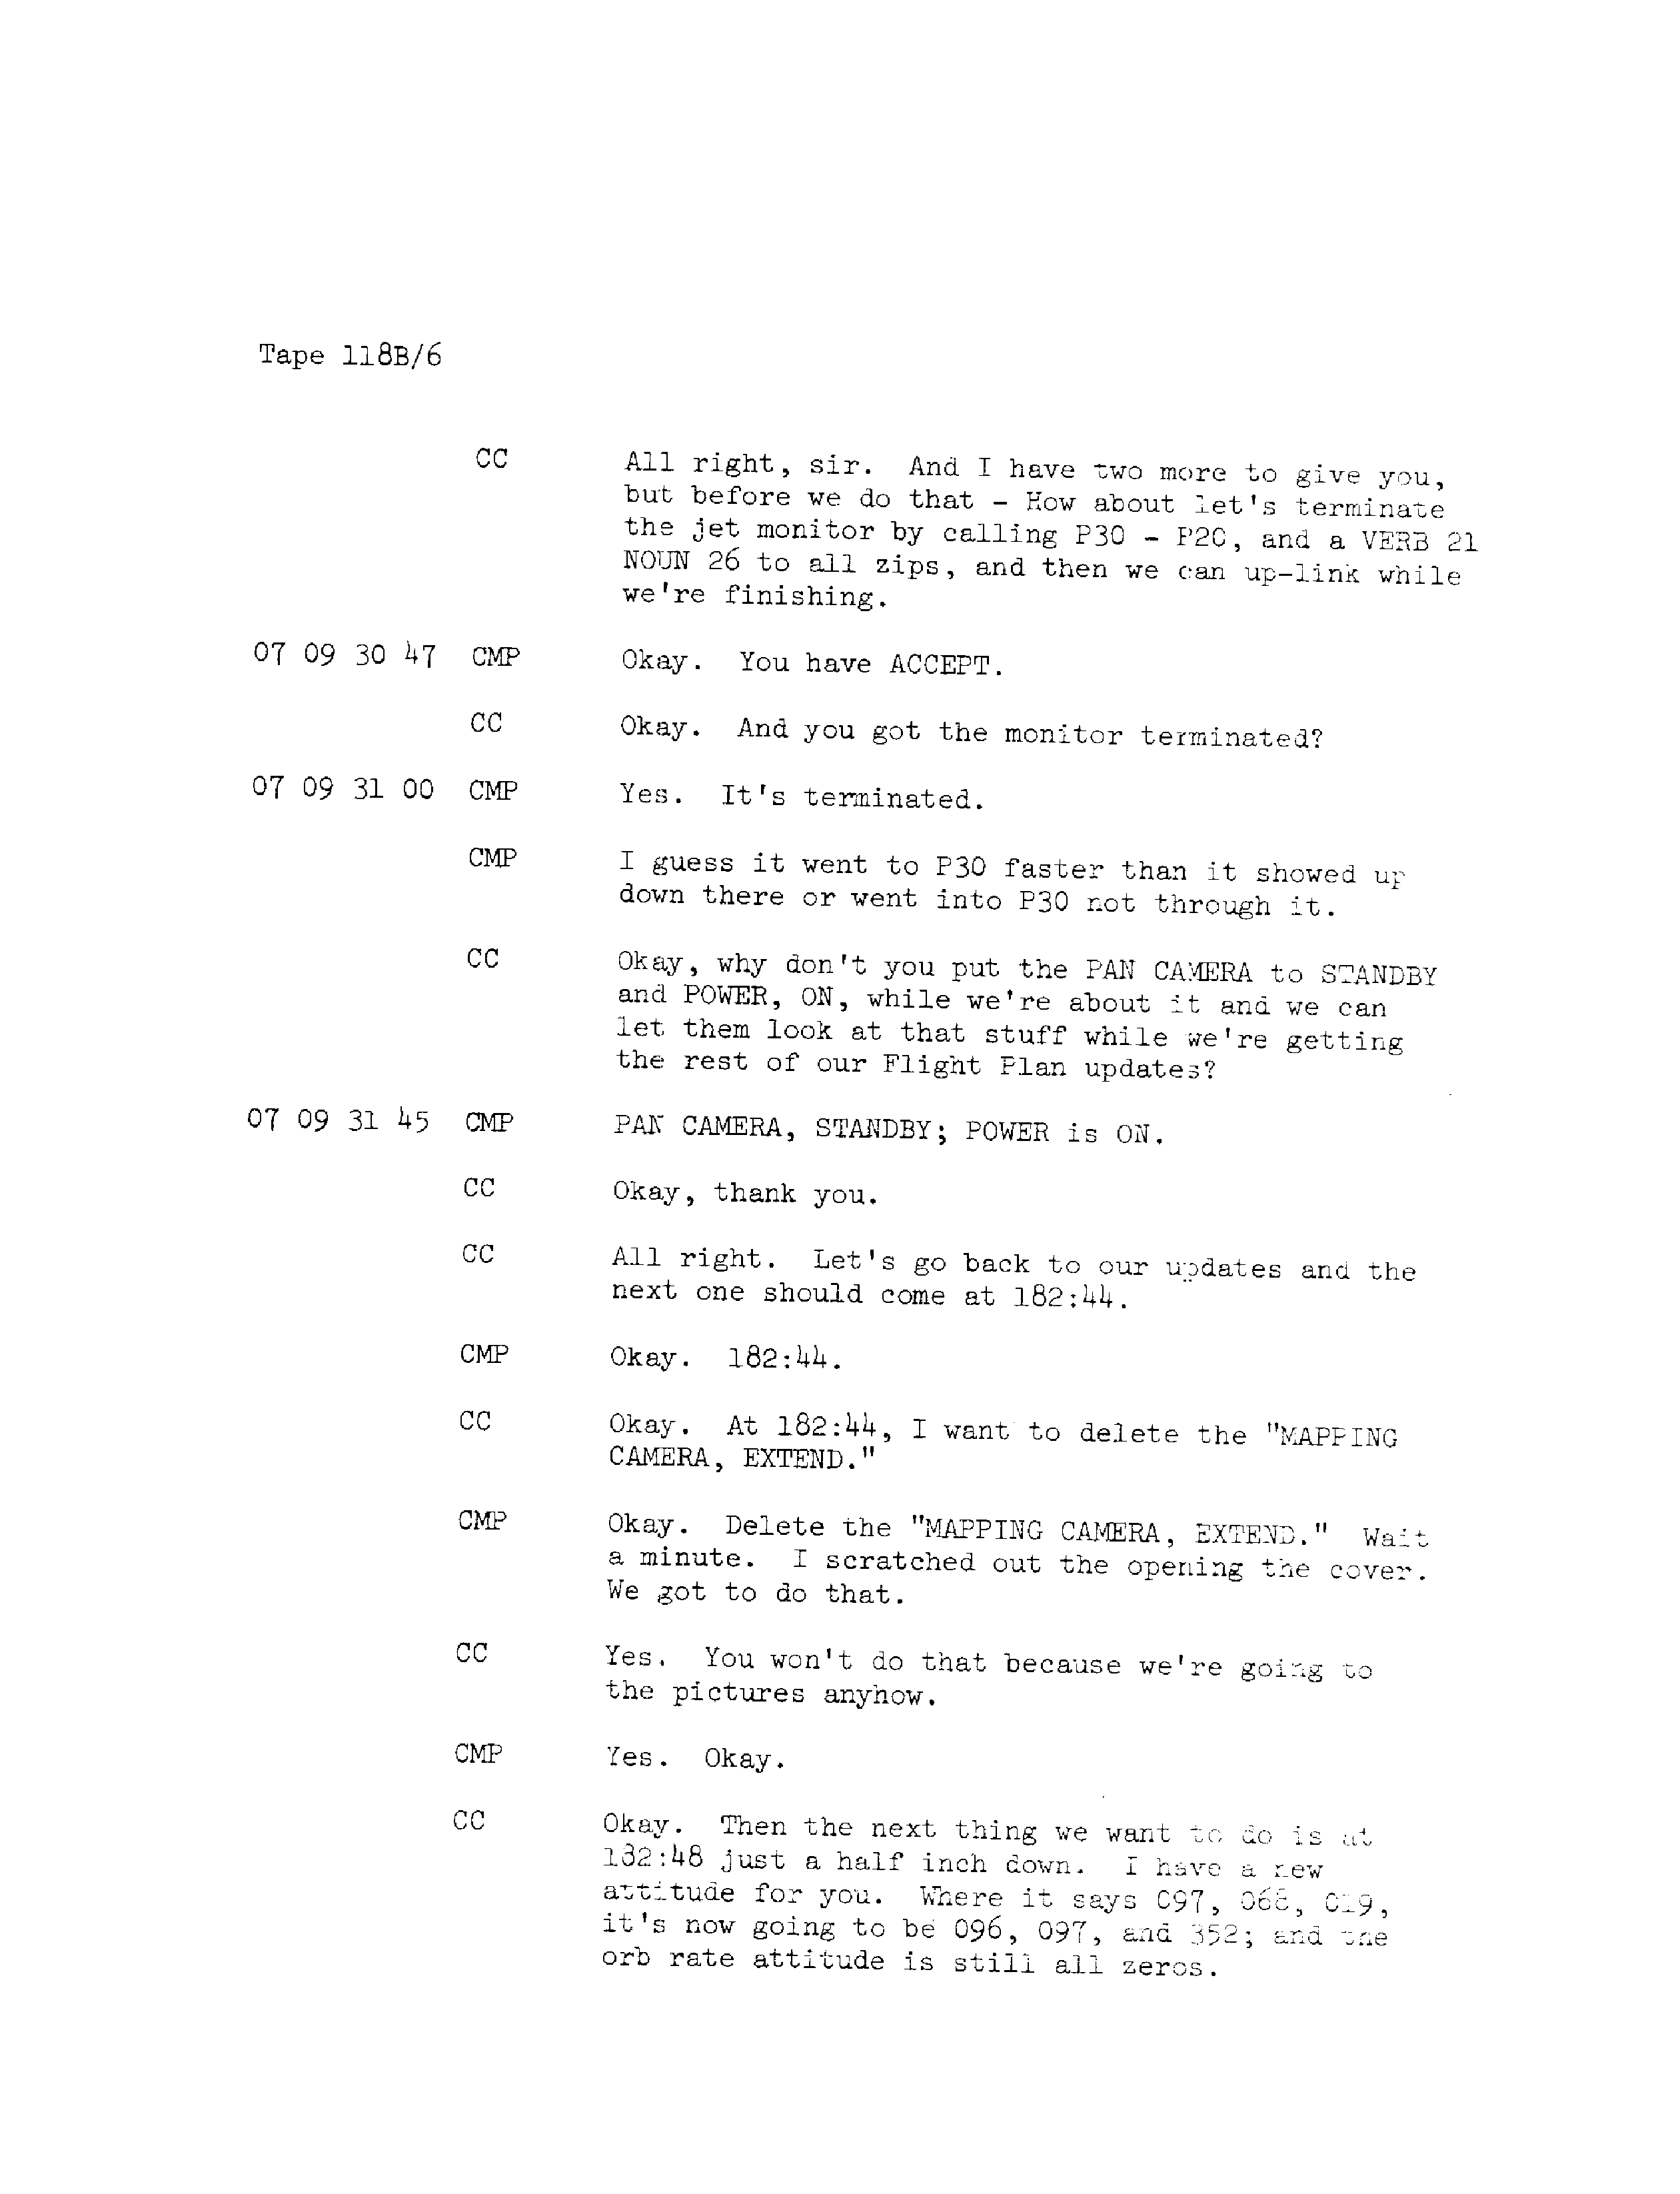 Tape 118B/6
CC All right, sir. And I have two more to give you,
but before we do that - How about let's terminate
the jet monitor by calling P30 - P20, and a VERB 21
NOUN 26 to all zips, and then we can up-link while
we're finishing.
07 09 30 47 CMP Okay. You have ACCEPT.
CC Okay. And you got the monitor terminated?
07 09 31 00 CMP Yes. It's terminated.
CMP I guess it went to P30 faster than it showed up
down there or went into P30 not through it.
CC Okay, why don't you put the PAN CAMERA to STANDBY
and POWER, ON, while we're about it and we can
let them look at that stuff while we're getting
the rest of our Flight Plan updates?
07 09 31 45 CMP PAN CAMERA, STANDBY; POWER is ON.
CC Okay, thank you.
CC All right. Let's go back to our updates and the
next one should come at 182:44.
CMP Okay. 182:44.
CC Okay. At 182:44, I want to delete the "MAPPING
CAMERA, EXTEND."
CMP Okay. Delete the "MAPPING CAMERA, EXTEND." Wait
a minute. I scratched out the opening the cover.
We got to do that.
CC Yes. You won't do that because we're going to
the pictures anyhow.
CMP Yes. Okay.
CC Okay. Then the next thing we want to do is at
182:48 just a half inch down. I have a new
attitude for you. Where it says 097, 068, 019,
it's now going to be 096, 097, and 352; and the
orb rate attitude is still all zeros.